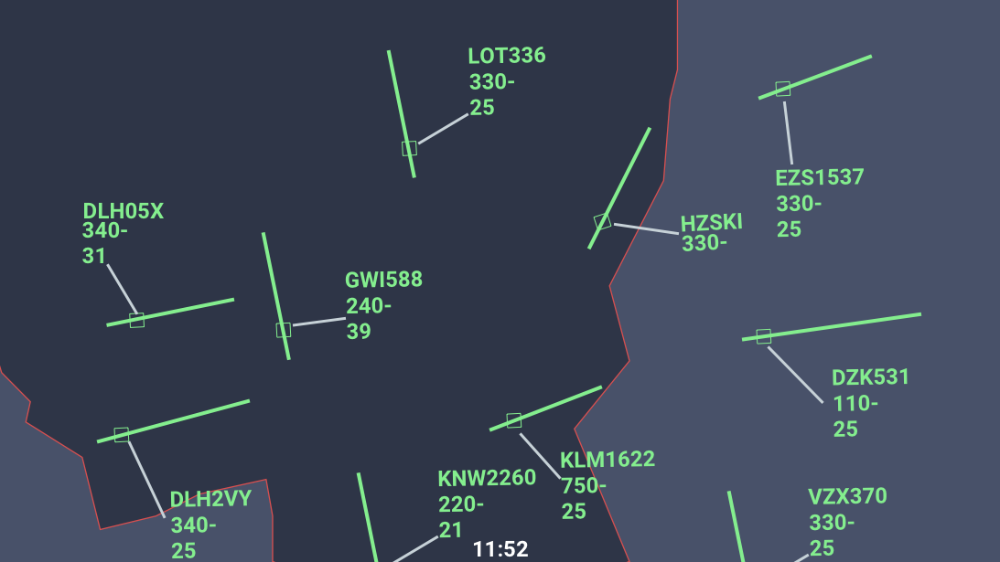 LOT336
330-
25
EZS1537
330-
25
DLH05X
340-
31
HZSKI
330-
GWI588
240-
39
DZK531
110-
25
KLM1622
750-
25
KNW2260
220-
21
DLH2VY
340-
25
VZX370
330-
25
11:52